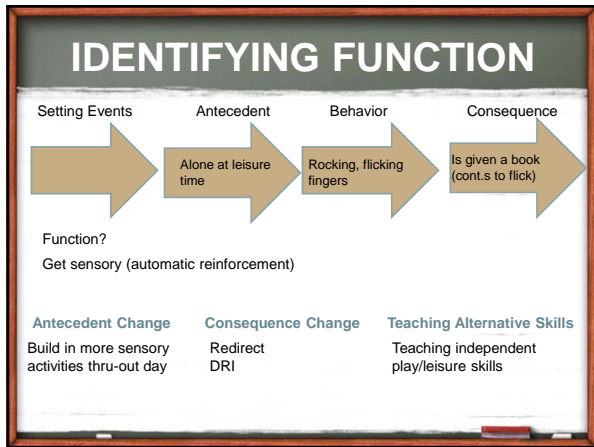 IDENTIFYING FUNCTION
Setting Events Antecedent Behavior Consequence
Alone at leisure
time
Rocking, flicking
fingers
Is given a book
(cont.s to flick)
Function?
Get sensory (automatic reinforcement)
Antecedent Change
Build in more sensory
activities thru-out day
Consequence Change
Redirect
DRI
Teaching Alternative Skills
Teaching independent
play/leisure skills